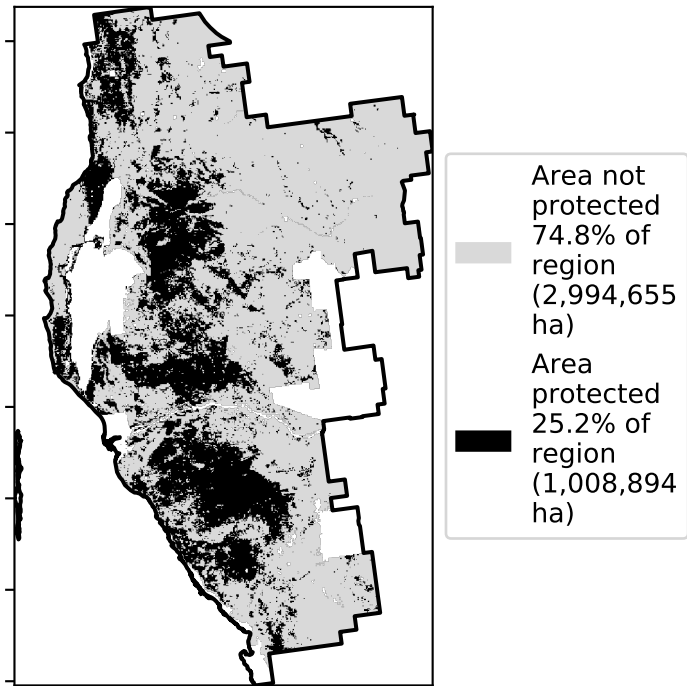 Area not
protected
74.8% of
region
(2,994,655
ha)
Area
protected
25.2% of
region
(1,008,894
ha)